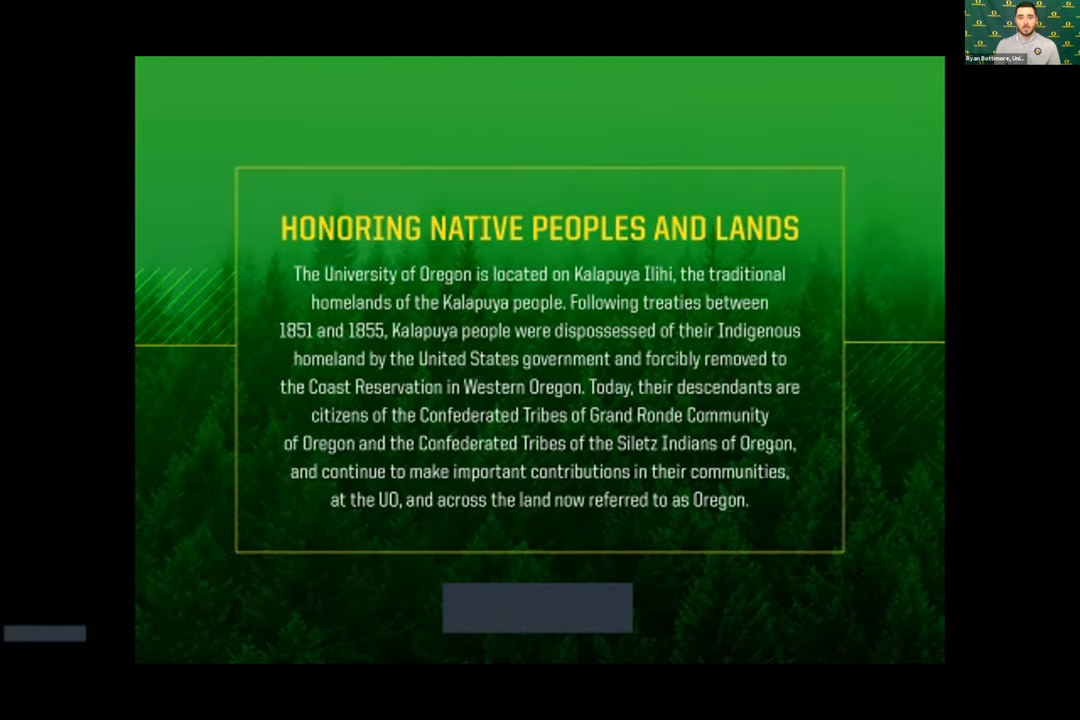 Ryan Bottimore, Uni...
HONORING NATIVE PEOPLES AND LANDS
The University of Oregon is located on Kalapuya Ilihi, the traditional
homelands of the Kalapuya people. Following treaties between
1851 and 1855, Kalapuya people were dispossessed of their Indigenous
homeland by the United States government and forcibly removed to
the Coast Reservation in Western Oregon. Today, their descendants are
citizens of the Confederated Tribes of Grand Ronde Community
of Oregon and the Confederated Tribes of the Siletz Indians of Oregon,
and continue to make important contributions in their communities,
at the UO, and across the land now referred to as Oregon.